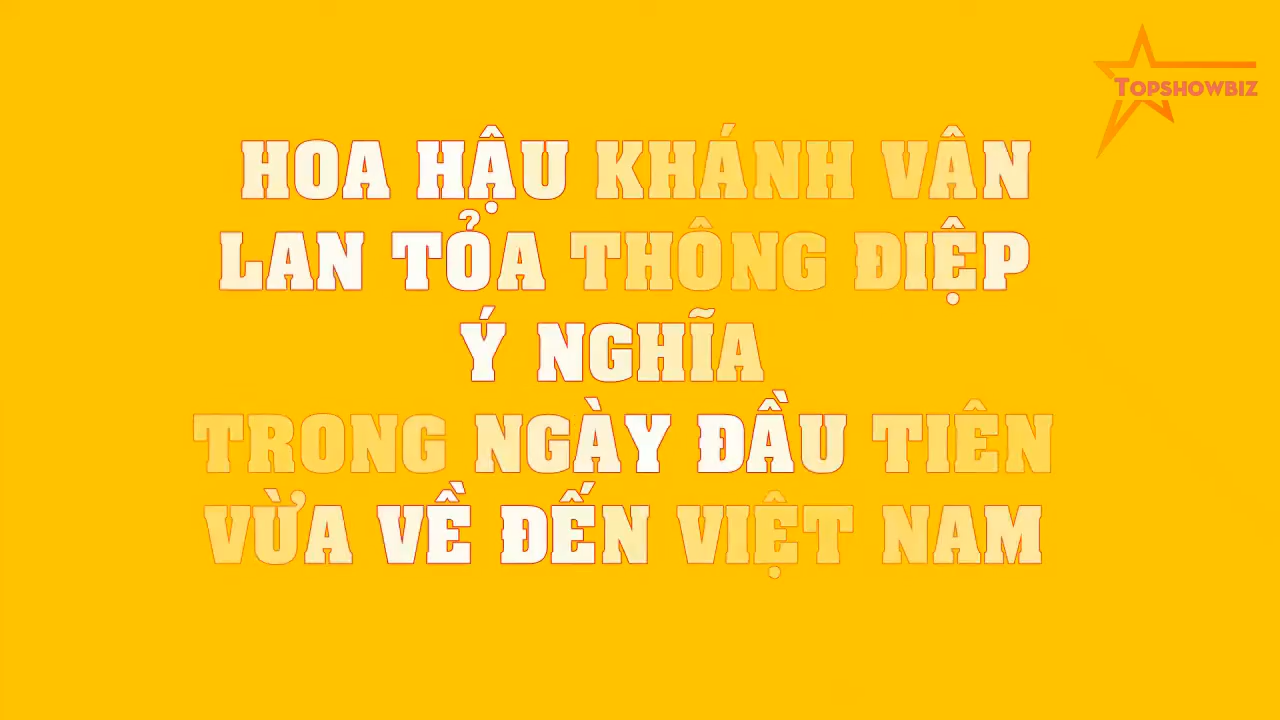 TOPSHOWBIZ
HOA HẬU KHÁNH VÂN
LAN TỎA THÔNG ĐIỆP
Ý NGHĨA
TRONG NGÀY ĐẦU TIÊN
VỪA VỀ ĐẾN VIỆT NAM